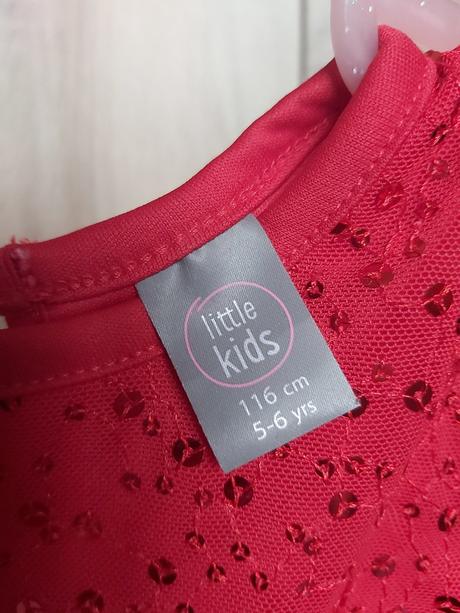 little
kids
116 cm
5-6 yrs